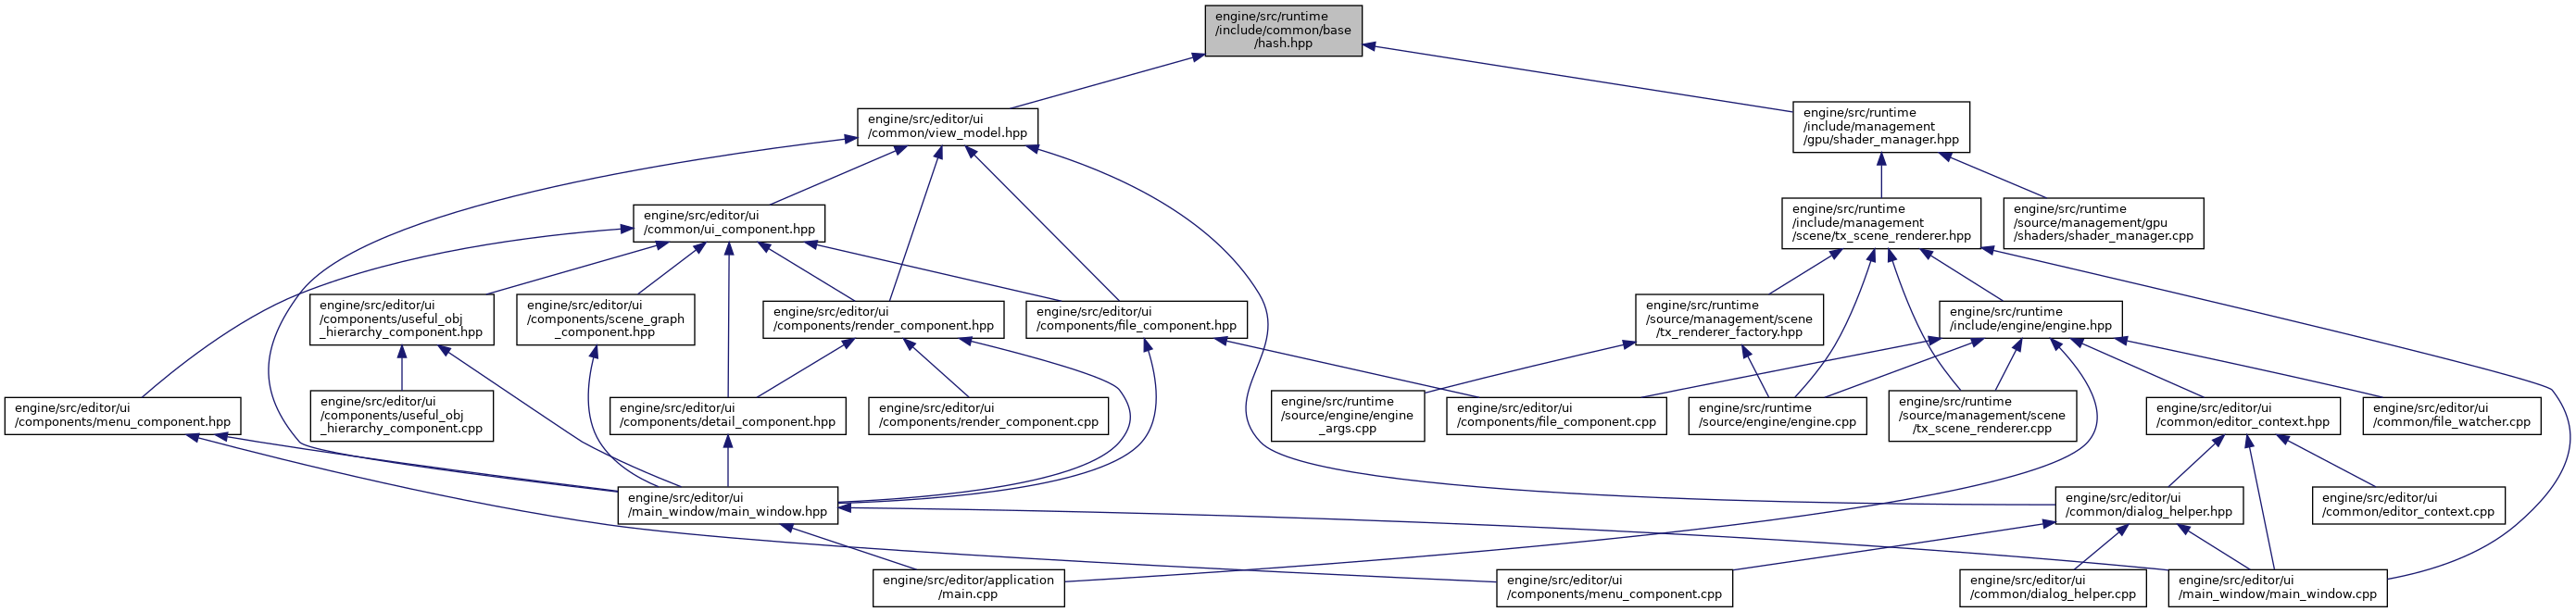 engine/src/runtime
/include/common/base
/hash.hpp
engine/src/editor/ui
/common/view_model.hpp
engine/src/runtime
/include/management
/gpu/shader_manager.hpp
engine/src/editor/ui
/common/ui_component.hpp
engine/src/runtime
/include/management
/scene/tx_scene_renderer.hpp
engine/src/runtime
/source/management/gpu
/shaders/shader_manager.cpp
engine/src/editor/ui
/components/useful_obj
_hierarchy_component.hpp
engine/src/editor/ui
/components/scene_graph
_component.hpp
engine/src/editor/ui
/components/render_component.hpp
engine/src/editor/ui
/components/file_component.hpp
engine/src/runtime
/source/management/scene
/tx_renderer_factory.hpp
engine/src/runtime
/include/engine/engine.hpp
engine/src/editor/ui
/components/menu_component.hpp
engine/src/editor/ui
/components/useful_obj
_hierarchy_component.cpp
engine/src/editor/ui
/components/detail_component.hpp
engine/src/editor/ui
/components/render_component.cpp
engine/src/runtime
/source/engine/engine
_args.cpp
engine/src/editor/ui
/components/file_component.cpp
engine/src/runtime
/source/engine/engine.cpp
engine/src/runtime
/source/management/scene
/tx_scene_renderer.cpp
engine/src/editor/ui
/common/editor_context.hpp
engine/src/editor/ui
/common/file_watcher.cpp
engine/src/editor/ui
/main_window/main_window.hpp
engine/src/editor/ui
/common/dialog_helper.hpp
engine/src/editor/ui
/common/editor_context.cpp
engine/src/editor/application
/main.cpp
engine/src/editor/ui
/components/menu_component.cpp
engine/src/editor/ui
/common/dialog_helper.cpp
engine/src/editor/ui
/main_window/main_window.cpp